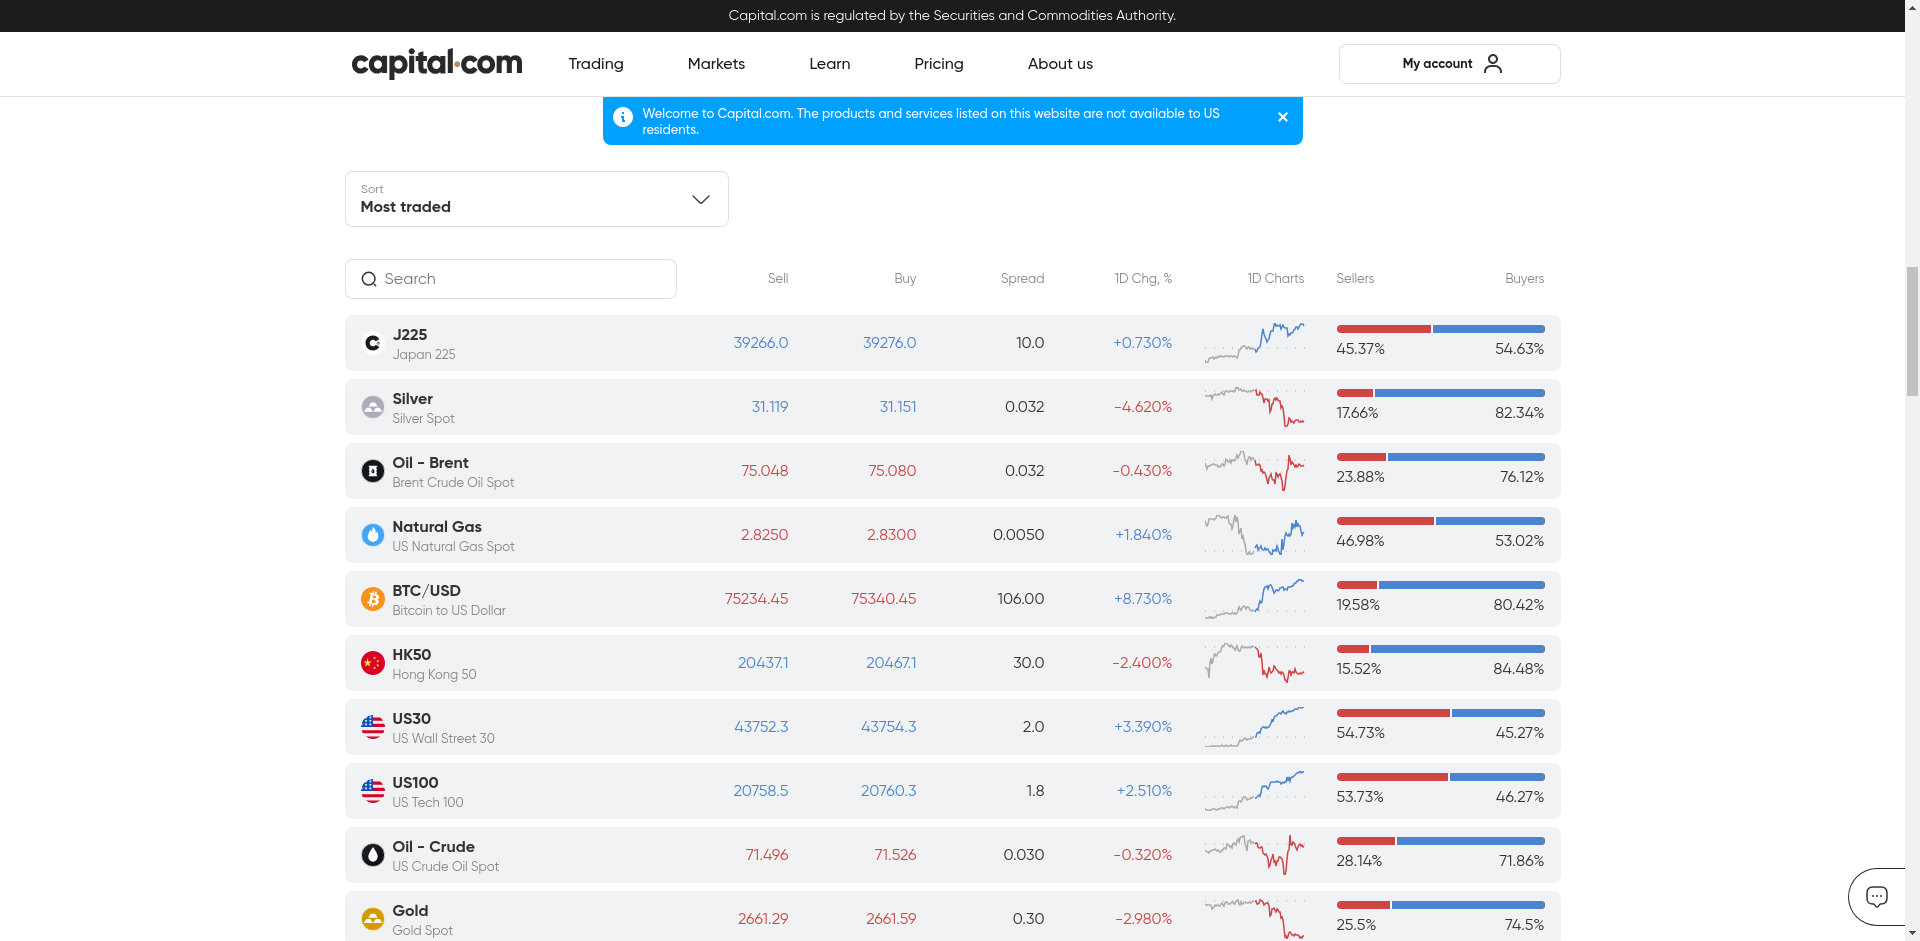 Capital.com is regulated by the Securities and Commodities Authority.
capital.com
Trading
Markets
Learn
Pricing
About us
My account
Welcome to Capital.com. The products and services listed on this website are not available to US
residents.
Sort
Most traded
Search
Sell
Buy
Spread
1D Chg, %
1D Charts
Sellers
Buyers
J225
Japan 225
39266.0
39276.0
10.0
+0.730%
45.37%
54.63%
Silver
Silver Spot
31.119
31.151
0.032
-4.620%
17.66%
82.34%
Oil - Brent
Brent Crude Oil Spot
75.048
75.080
0.032
-0.430%
23.88%
76.12%
Natural Gas
US Natural Gas Spot
2.8250
2.8300
0.0050
+1.840%
46.98%
53.02%
BTC/USD
Bitcoin to US Dollar
75234.45
75340.45
106.00
+8.730%
19.58%
80.42%
HK50
Hong Kong 50
20437.1
20467.1
30.0
-2.400%
15.52%
84.48%
US30
US Wall Street 30
43752.3
43754.3
2.0
+3.390%
54.73%
45.27%
US100
US Tech 100
20758.5
20760.3
1.8
+2.510%
53.73%
46.27%
Oil - Crude
US Crude Oil Spot
71.496
71.526
0.030
-0.320%
28.14%
71.86%
Gold
Gold Spot
2661.29
2661.59
0.30
-2.980%
25.5%
74.5%